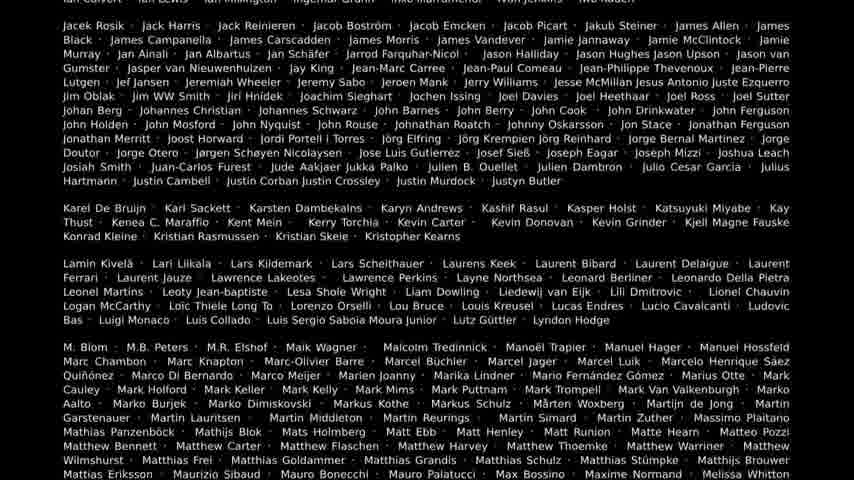 Jacek Rosik · Jack Harris · Jack Reinieren · Jacob Boström · Jacob Emcken · Jacob Picart · Jakub Steiner · James Allen · James
Black · James Campanella · James Carscadden · James Morris · James Vandever · Jamie Jannaway · Jamie McClintock · Jamie
Murray · Jan Ainali · Jan Albartus · Jan Schäfer · Jarrod Farquhar-Nicol · Jason Halliday · Jason Hughes Jason Upson · Jason van
Gumster · Jasper van Nieuwenhuizen · Jay King · Jean-Marc Carree · Jean-Paul Comeau · Jean-Philippe Thevenoux · Jean-Pierre
Lutgen · Jef Jansen · Jeremiah Wheeler · Jeremy Sabo · Jeroen Mank · Jerry Williams · Jesse McMillan Jesus Antonio Juste Ezquerro
Jim Oblak · Jim WW Smith · Jiri Hnidek · Joachim Sieghart · Jochen Issing · Joel Davies · Joel Heethaar · Joel Ross · Joel Sutter
Johan Berg · Johannes Christian · Johannes Schwarz · John Barnes · John Berry · John Cook · John Drinkwater · John Ferguson
John Holden · John Mosford · John Nyquist · John Rouse · Johnathan Roatch · Johnny Oskarsson · Jon Stace · Jonathan Ferguson
Jonathan Merritt · Joost Horward · Jordi Portell i Torres · Jörg Elfring · Jörg Krempien Jörg Reinhard · Jorge Bernal Martinez · Jorge
Doutor · Jorge Otero · Jørgen Schøyen Nicolaysen · Jose Luis Gutierrez · Josef Sieß · Joseph Eagar · Joseph Mizzi · Joshua Leach
Josiah Smith · Juan-Carlos Furest · Jude Aakjaer Jukka Palko · Julien B. Ouellet · Julien Dambron · Julio Cesar Garcia · Julius
Hartmann · Justin Cambell · Justin Corban Justin Crossley · Justin Murdock · Justyn Butler
Karel De Bruijn · Karl Sackett · Karsten Dambekalns · Karyn Andrews · Kashif Rasul · Kasper Holst · Katsuyuki Miyabe · Kay
Thust · Kenea C. Maraffio · Kent Mein · Kerry Torchia · Kevin Carter · Kevin Donovan · Kevin Grinder · Kjell Magne Fauske
Konrad Kleine · Kristian Rasmussen · Kristian Skeie · Kristopher Kearns
Lamin Kivelä · Lari Liikala · Lars Kildemark · Lars Scheithauer · Laurens Keek · Laurent Bibard · Laurent Delaigue · Laurent
Ferrari · Laurent Jauze · Lawrence Lakeotes · Lawrence Perkins · Layne Northsea · Leonard Berliner · Leonardo Della Pietra
Leonel Martins · Leoty Jean-baptiste · Lesa Shole Wright · Liam Dowling · Liedewij van Eijk · Lili Dmitrovic · Lionel Chauvin
Logan McCarthy · Loïc Thiele Long To · Lorenzo Orselli · Lou Bruce · Louis Kreusel · Lucas Endres · Lucio Cavalcanti · Ludovic
Bas · Luigi Monaco · Luis Collado · Luis Sergio Saboia Moura Junior · Lutz Güttler · Lyndon Hodge
M. Blom · M.B. Peters · M.R. Elshof · Maik Wagner · Malcolm Tredinnick · Manoël Trapier · Manuel Hager · Manuel Hossfeld
Marc Chambon · Marc Knapton · Marc-Olivier Barre · Marcel Büchler · Marcel Jager · Marcel Luik · Marcelo Henrique Sáez
Quiñónez · Marco Di Bernardo · Marco Meijer · Marien Joanny · Marika Lindner · Mario Fernández Gómez · Marius Otte · Mark
Cauley · Mark Holford · Mark Keller · Mark Kelly · Mark Mims · Mark Puttnam · Mark Trompell · Mark Van Valkenburgh · Marko
Aalto · Marko Burjek · Marko Dimiskovski · Markus Kothe · Markus Schulz · Mårten Woxberg · Martijn de Jong · Martin
Garstenauer · Martin Lauritsen · Martin Middleton · Martin Reurings · Martin Simard · Martin Zuther · Massimo Plaitano
Mathias Panzenböck · Mathijs Blok · Mats Holmberg · Matt Ebb · Matt Henley · Matt Runion · Matte Hearn · Matteo Pozzi
Matthew Bennett · Matthew Carter · Matthew Flaschen · Matthew Harvey · Matthew Thoemke · Matthew Warriner · Matthew
Wilmshurst · Matthias Frei · Matthias Goldammer · Matthias Grandis · Matthias Schulz · Matthias Stümpke · Matthijs Brouwer
Mattias Eriksson · Maurizio Sibaud · Mauro Bonecchi · Mauro Palatucci · Max Bossino · Maxime Normand · Melissa Whitton